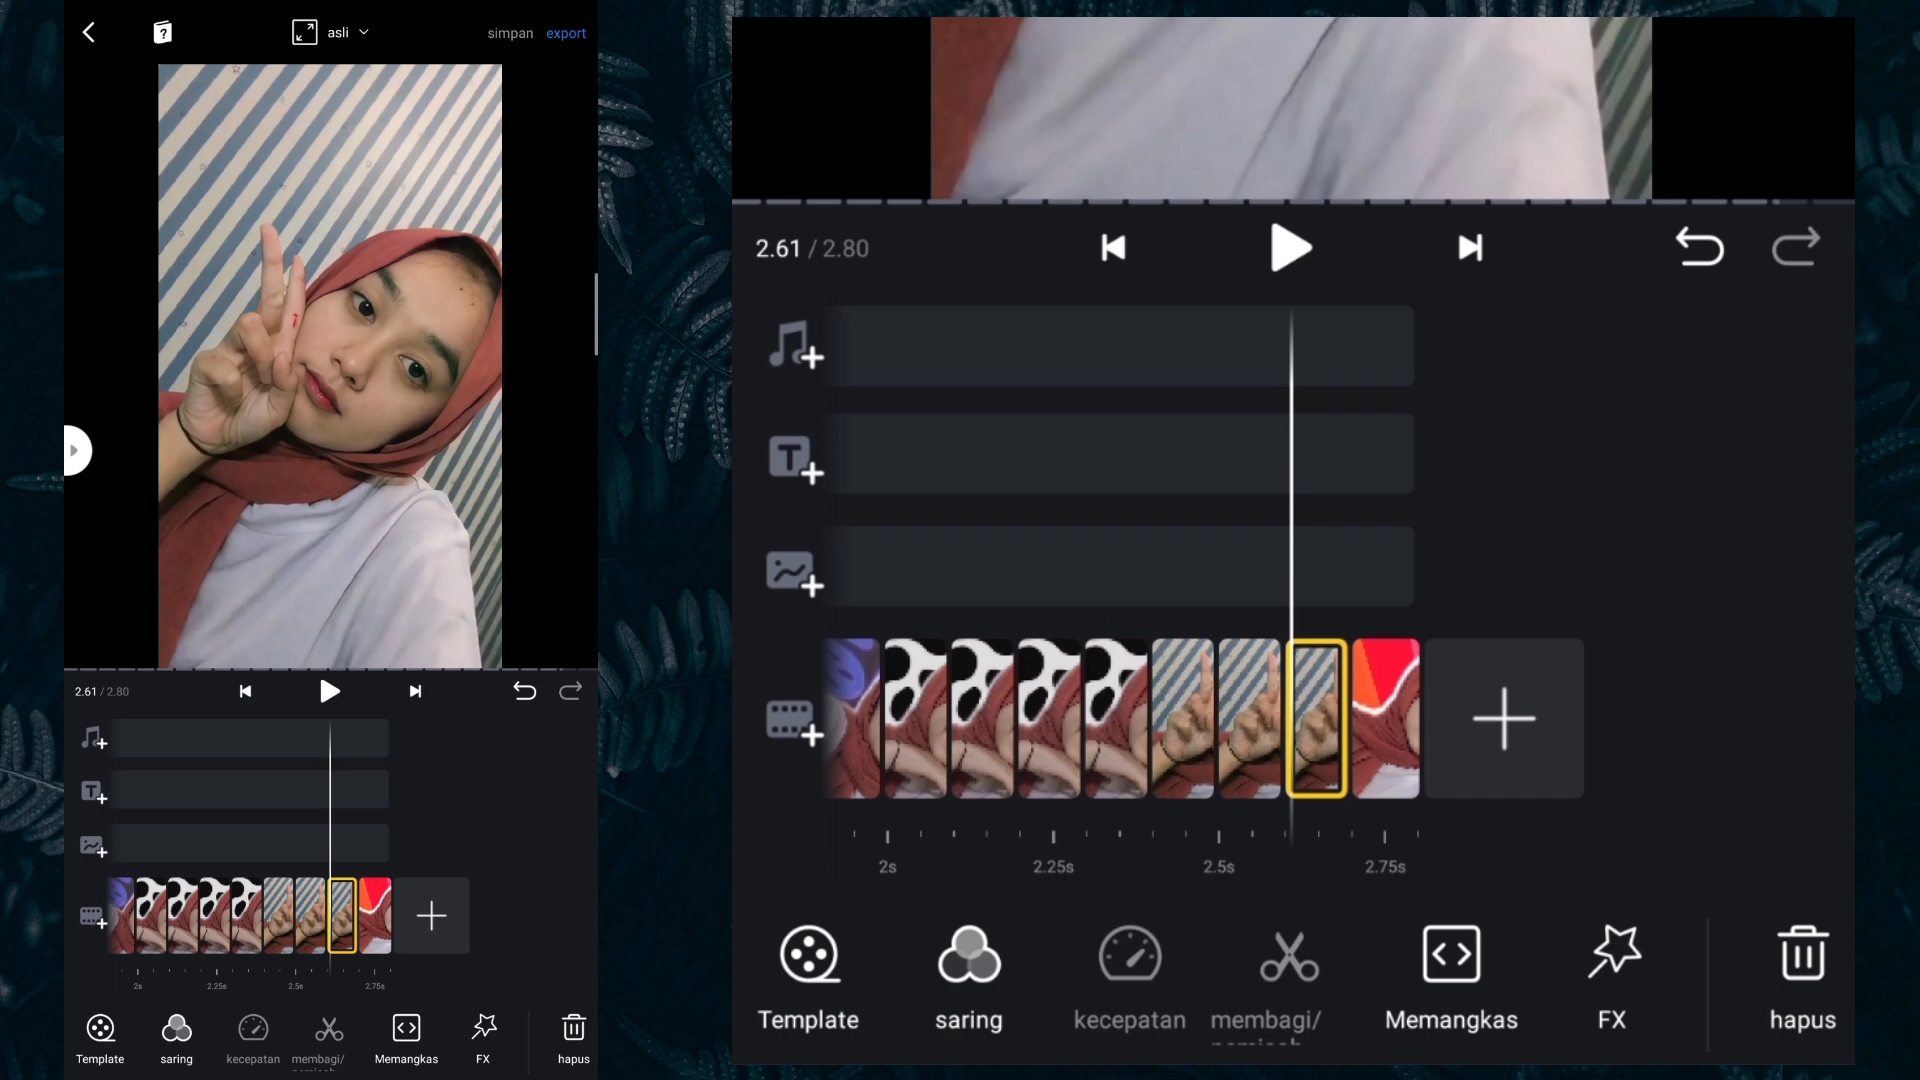 asli simpan export
2.61 / 2.80
2s 2.25s 2.5s 2.75s
Template saring kecepatan membagi/ Memangkas FX hapus
2.61 / 2.80
2s 2.25s 2.5s 2.75s
Template saring kecepatan membagi/ Memangkas FX hapus